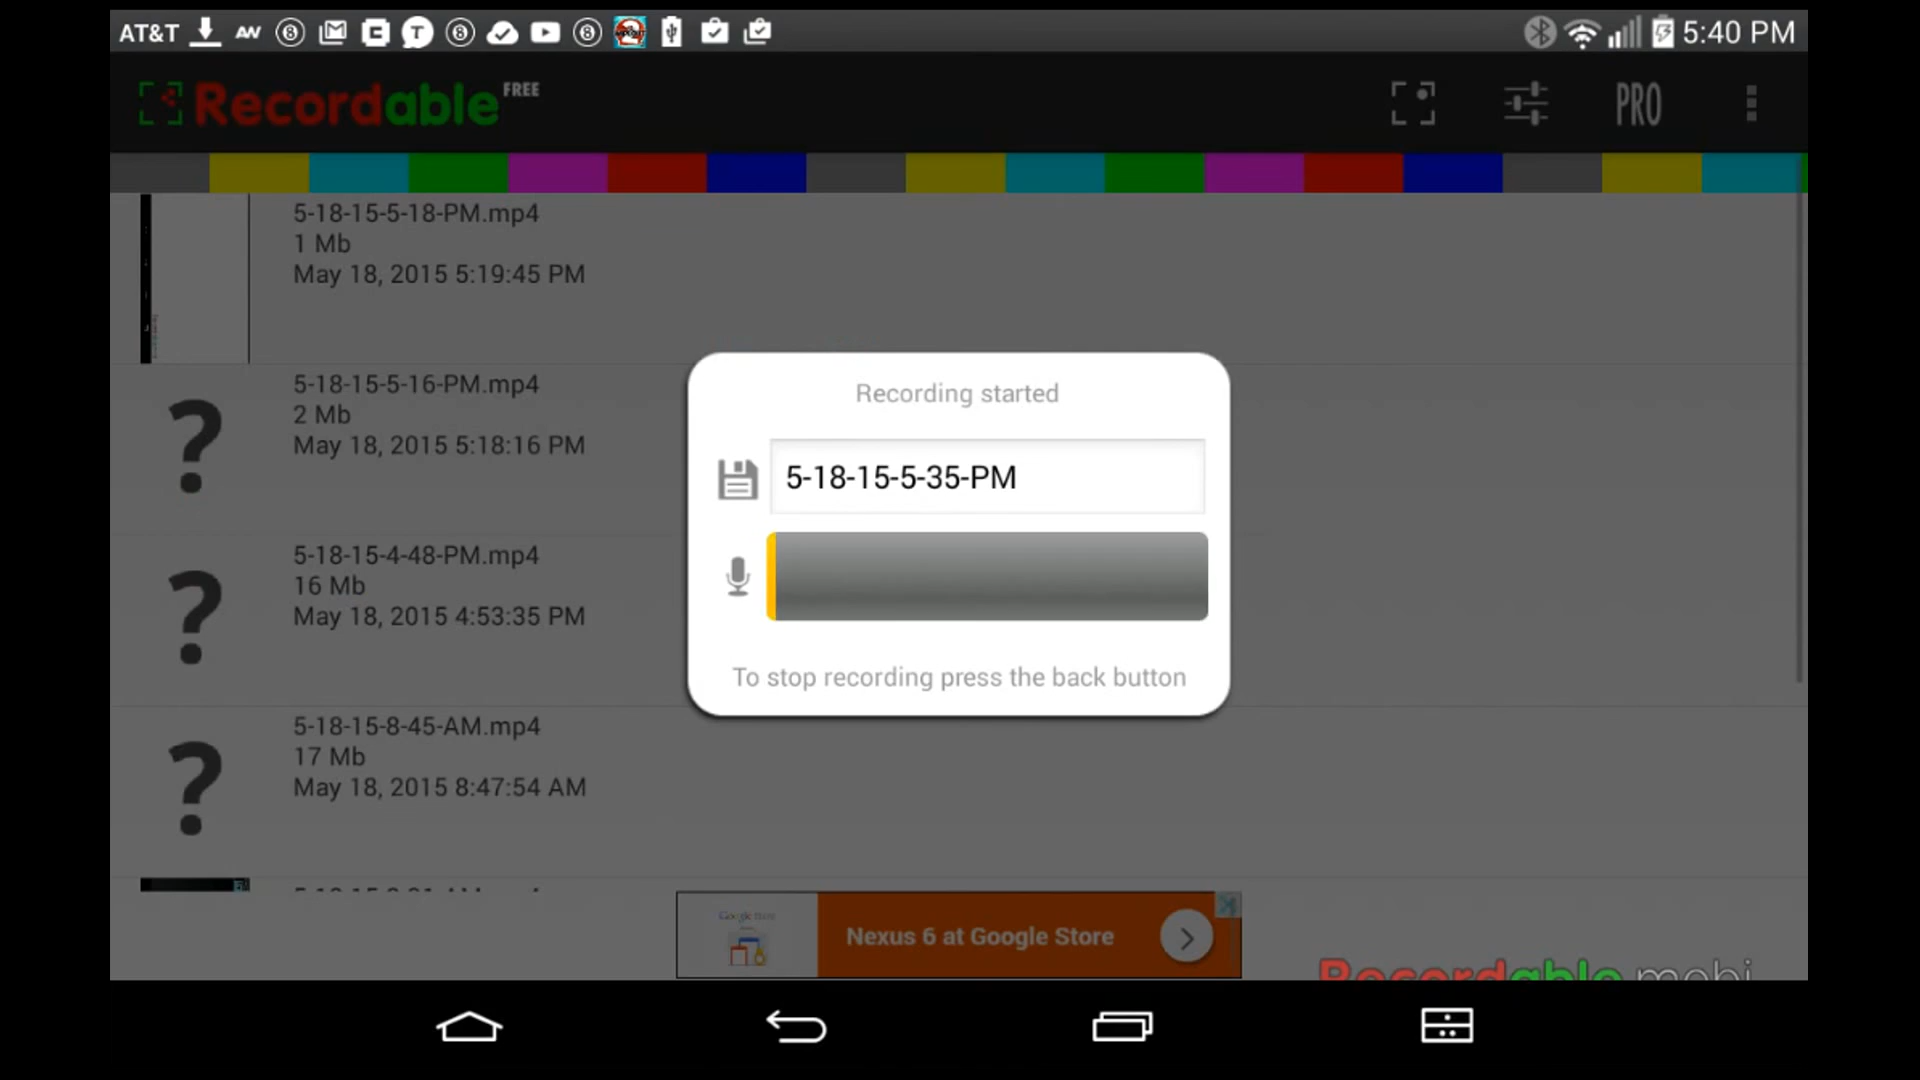 AT&T 5:40 PM
Recordable FREE
PRO
5-18-15-5-18-PM.mp4
1 Mb
May 18, 2015 5:19:45 PM
5-18-15-5-16-PM.mp4
2 Mb
May 18, 2015 5:18:16 PM
5-18-15-4-48-PM.mp4
16 Mb
May 18, 2015 4:53:35 PM
5-18-15-8-45-AM.mp4
17 Mb
May 18, 2015 8:47:54 AM
Recording started
5-18-15-5-35-PM
To stop recording press the back button
Google Store
Nexus 6 at Google Store
Recordable.mobi